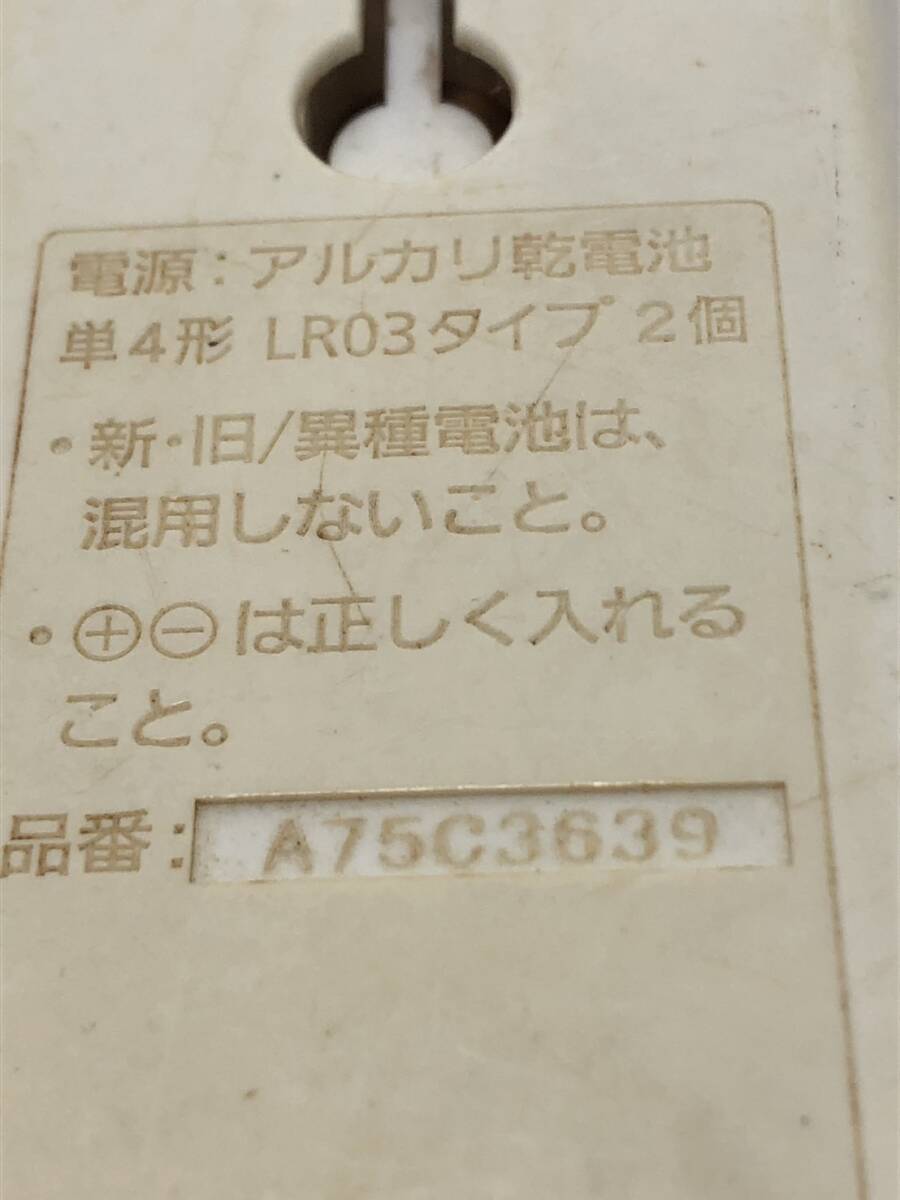 電源:アルカリ乾電池
単4形 LR03タイプ 2個
・新・旧/異種電池は、
混用しないこと。
・⊕⊖は正しく入れる
こと。
品番:A75C3639